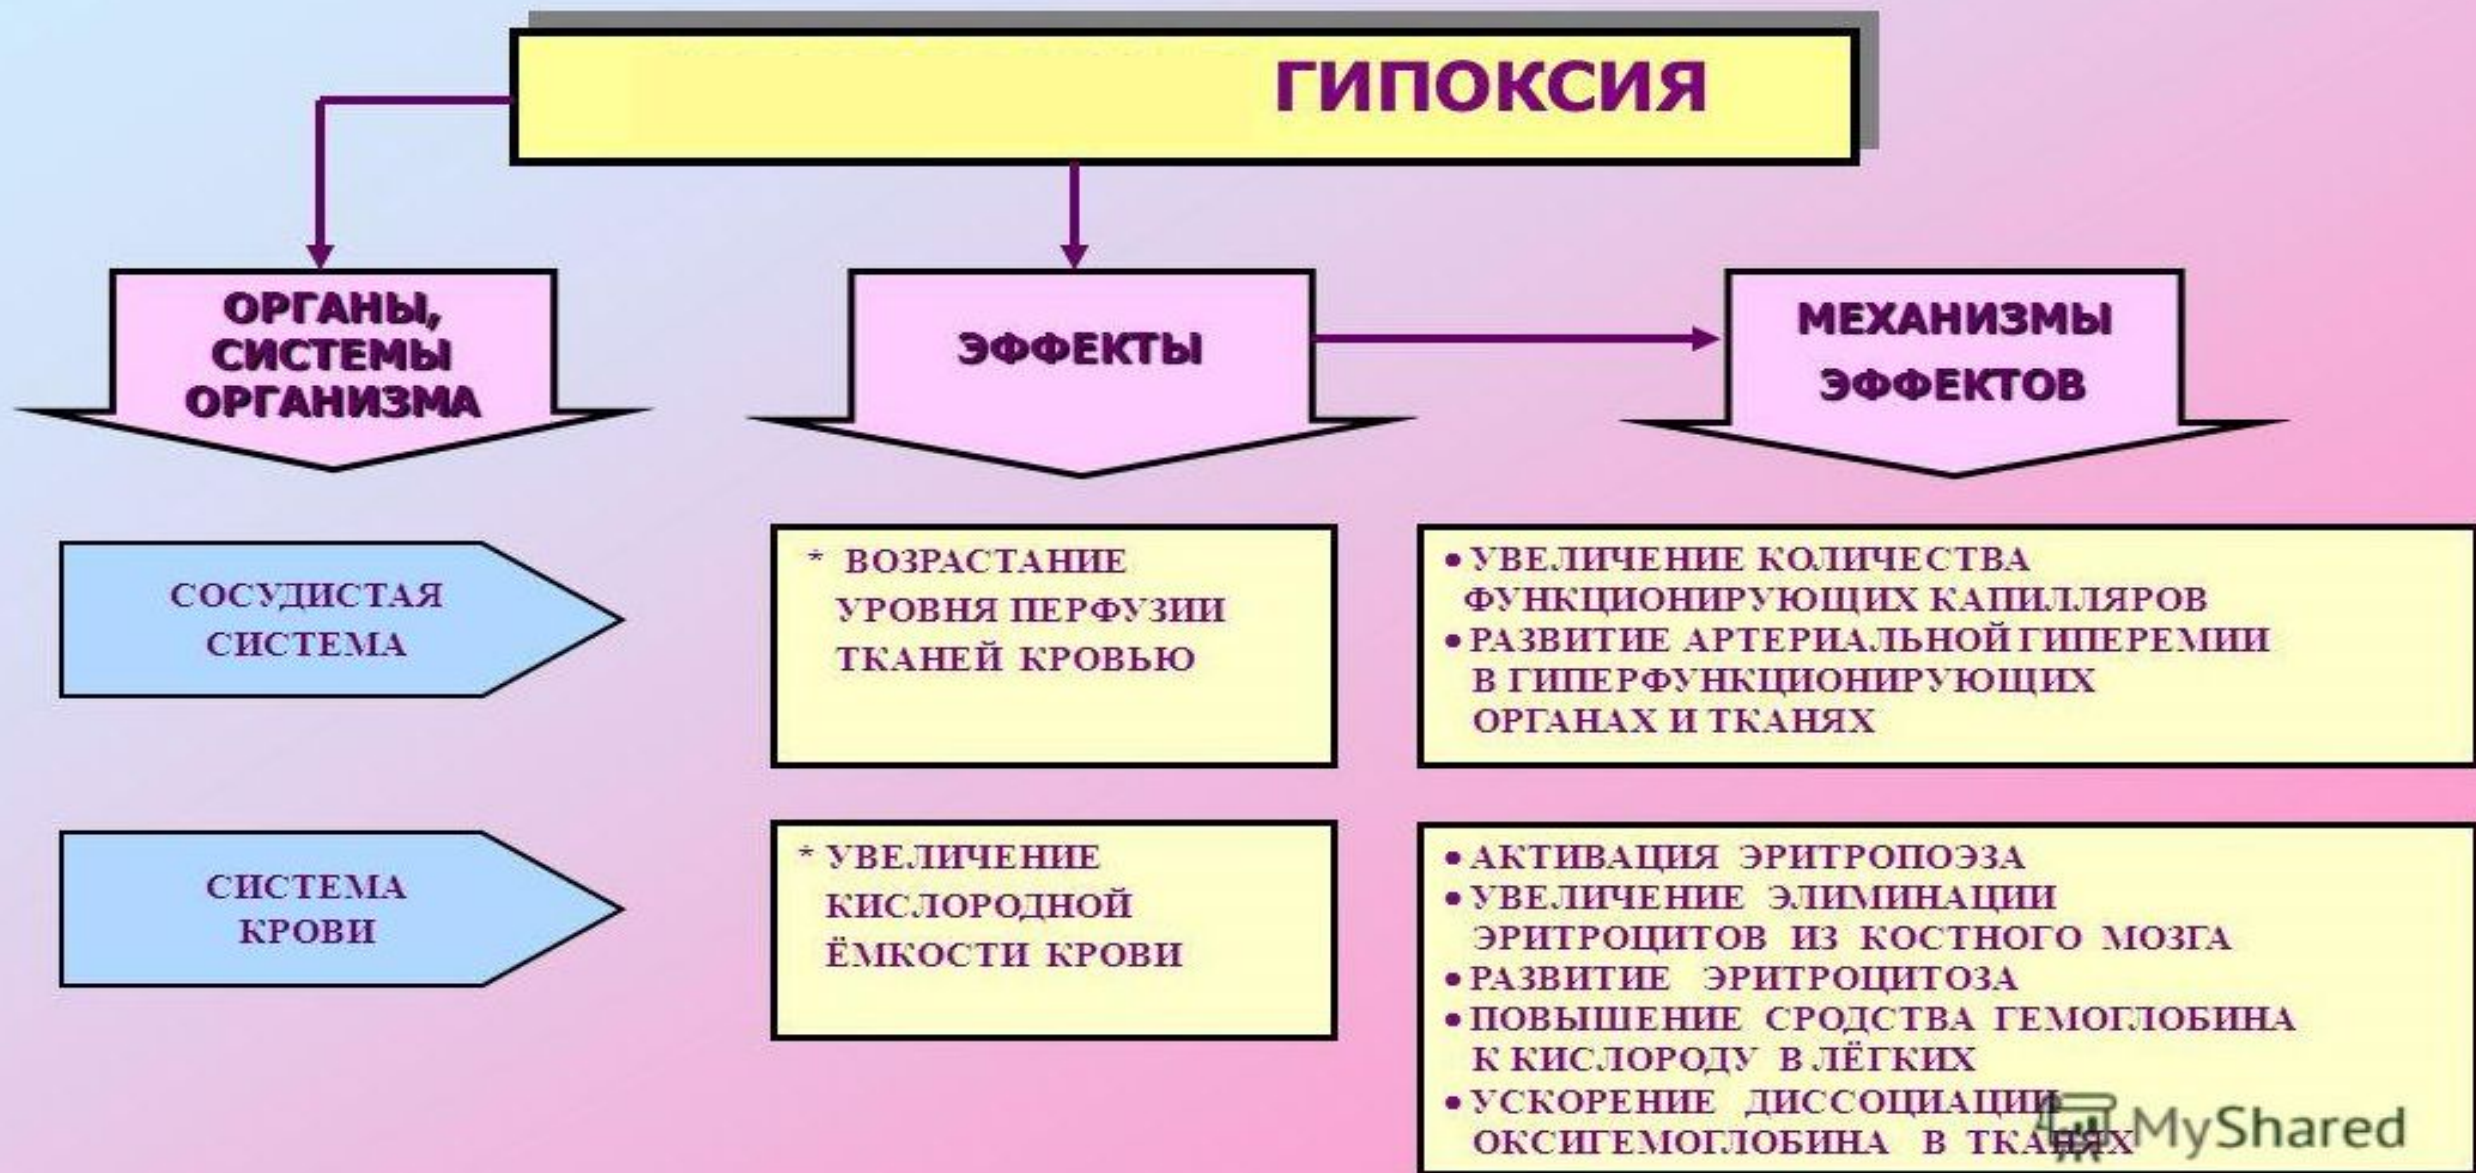 ГИПОКСИЯ
ОРГАНЫ,
СИСТЕМЫ
ОРГАНИЗМА
ЭФФЕКТЫ
МЕХАНИЗМЫ
ЭФФЕКТОВ
СОСУДИСТАЯ
СИСТЕМА
* ВОЗРАСТАНИЕ
УРОВНЯ ПЕРФУЗИИ
ТКАНЕЙ КРОВЬЮ
• УВЕЛИЧЕНИЕ КОЛИЧЕСТВА
ФУНКЦИОНИРУЮЩИХ КАПИЛЛЯРОВ
• РАЗВИТИЕ АРТЕРИАЛЬНОЙ ГИПЕРЕМИИ
В ГИПЕРФУНКЦИОНИРУЮЩИХ
ОРГАНАХ И ТКАНЯХ
СИСТЕМА
КРОВИ
* УВЕЛИЧЕНИЕ
КИСЛОРОДНОЙ
ЁМКОСТИ КРОВИ
• АКТИВАЦИЯ ЭРИТРОПОЭЗА
• УВЕЛИЧЕНИЕ ЭЛИМИНАЦИИ
ЭРИТРОЦИТОВ ИЗ КОСТНОГО МОЗГА
• РАЗВИТИЕ ЭРИТРОЦИТОЗА
• ПОВЫШЕНИЕ СРОДСТВА ГЕМОГЛОБИНА
К КИСЛОРОДУ В ЛЁГКИХ
• УСКОРЕНИЕ ДИССОЦИАЦИИ
ОКСИГЕМОГЛОБИНА В ТКАНЯХ
MyShared